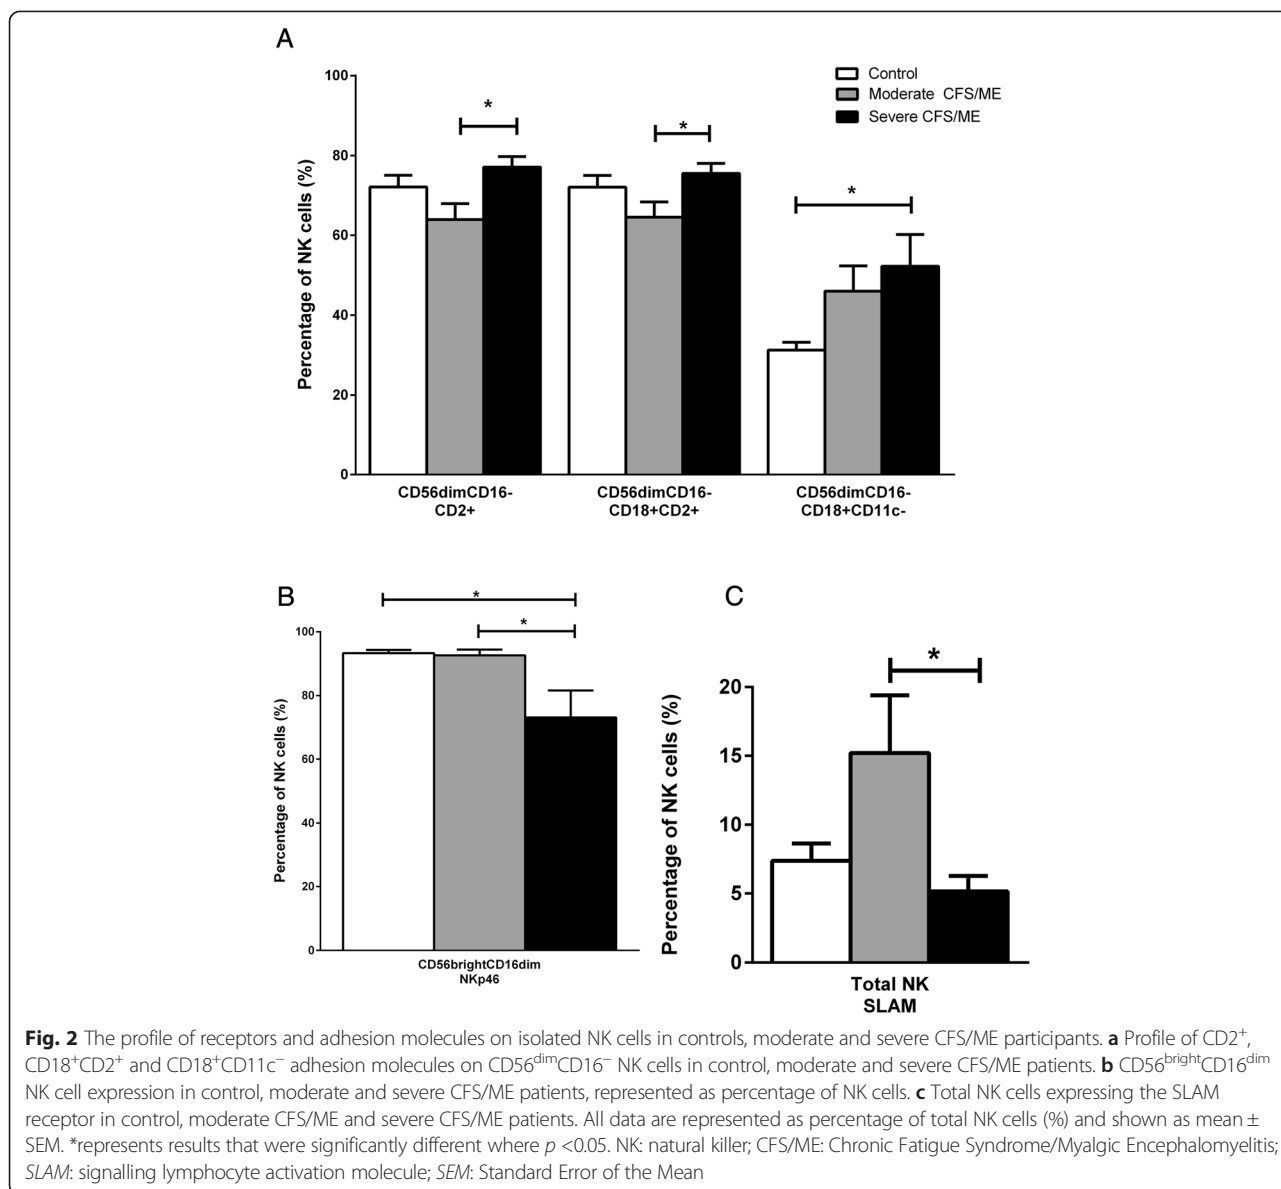 A
Control
Moderate CFS/ME
Severe CFS/ME
Percentage of NK cells (%)
100
80
60
40
20
0
*
*
*
CD56dimCD16-
CD2+
CD56dimCD16-
CD18+CD2+
CD56dimCD16-
CD18+CD11c-
B
Percentage of NK cells (%)
100
80
60
40
20
0
*
*
CD56brightCD16dim
NKp46
C
Percentage of NK cells (%)
20
15
10
5
0
*
Total NK
SLAM
Fig. 2 The profile of receptors and adhesion molecules on isolated NK cells in controls, moderate and severe CFS/ME participants. a Profile of CD2⁺,
CD18⁺CD2⁺ and CD18⁺CD11c⁻ adhesion molecules on CD56ᵈⁱᵐCD16⁻ NK cells in control, moderate and severe CFS/ME patients. b CD56ᵇʳⁱᵍʰᵗCD16ᵈⁱᵐ
NK cell expression in control, moderate and severe CFS/ME patients, represented as percentage of NK cells. c Total NK cells expressing the SLAM
receptor in control, moderate CFS/ME and severe CFS/ME patients. All data are represented as percentage of total NK cells (%) and shown as mean ±
SEM. *represents results that were significantly different where p <0.05. NK: natural killer; CFS/ME: Chronic Fatigue Syndrome/Myalgic Encephalomyelitis;
SLAM: signalling lymphocyte activation molecule; SEM: Standard Error of the Mean